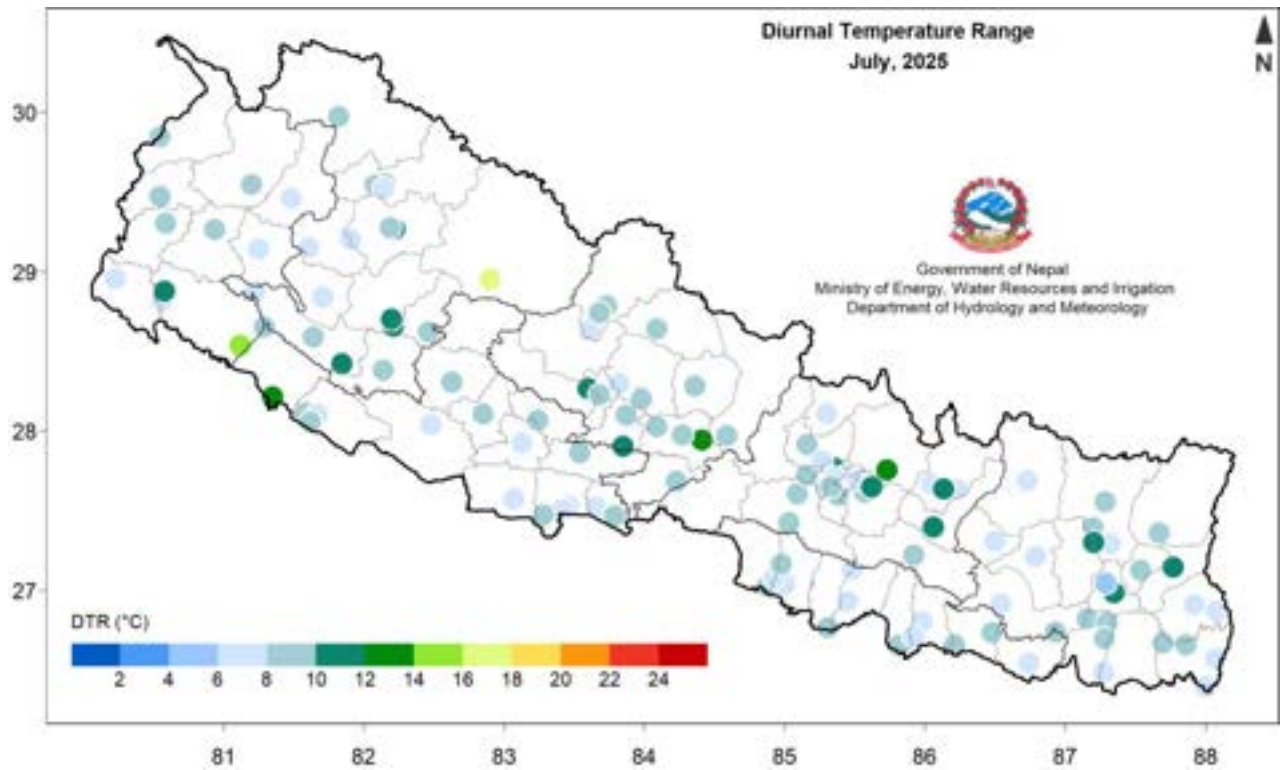 Diurnal Temperature Range
July, 2025
N
Government of Nepal
Ministry of Energy, Water Resources and Irrigation
Department of Hydrology and Meteorology
30
29
28
27
DTR (°C)
2 4 6 8 10 12 14 16 18 20 22 24
81 82 83 84 85 86 87 88